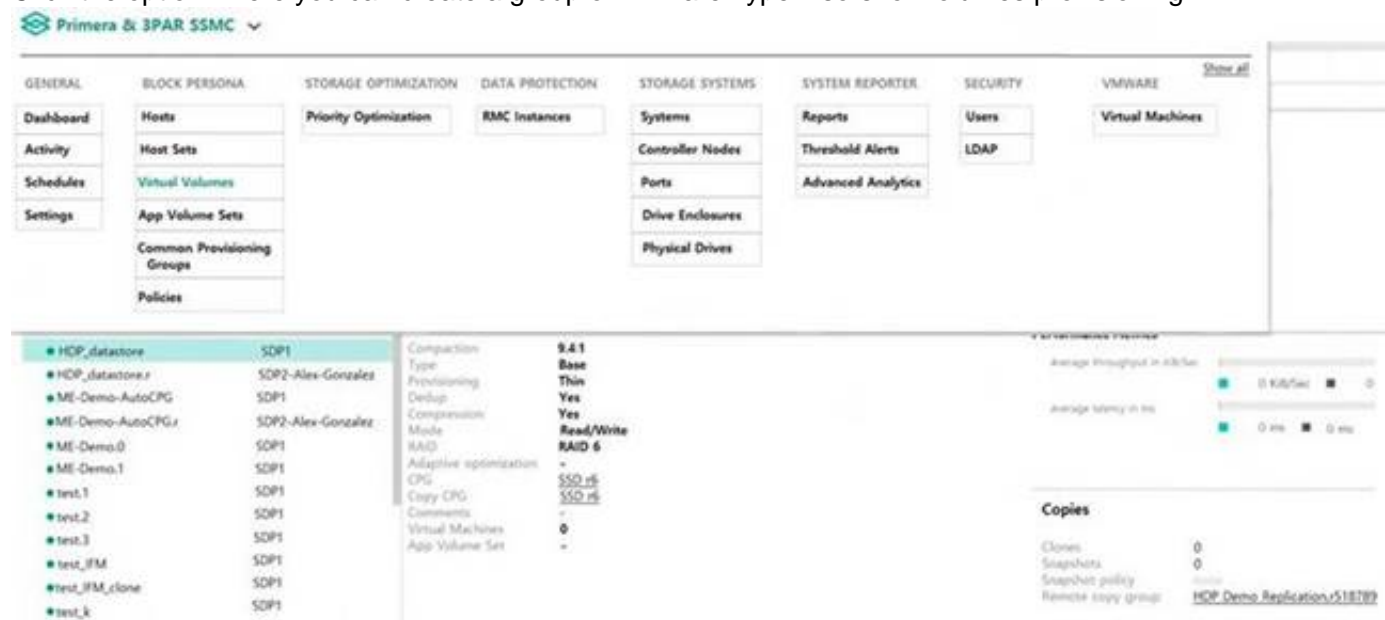 Primera & 3PAR SSMC
Show all
GENERAL BLOCK PERSONA STORAGE OPTIMIZATION DATA PROTECTION STORAGE SYSTEMS SYSTEM REPORTER SECURITY VMWARE
Dashboard Hosts Priority Optimization RMC Instances Systems Reports Users Virtual Machines
Activity Host Sets Controller Nodes Threshold Alerts LDAP
Schedules Virtual Volumes Ports Advanced Analytics
Settings App Volume Sets Drive Enclosures
Common Provisioning Physical Drives
Groups
Policies
HDP_datastore SDP1 Compaction 9.4:1
HDP_datastore.r SDP2-Alex-Gonzalez Type Base
ME-Demo-AutoCPG SDP1 Provisioning Thin
ME-Demo-AutoCPG.r SDP2-Alex-Gonzalez Dedup Yes
ME-Demo.0 SDP1 Compression Yes
ME-Demo.1 SDP1 Mode Read/Write
test.1 SDP1 RAID RAID 6
test.2 SDP1 Adaptive optimization -
test.3 SDP1 CPG SSD r6
test_IFM SDP1 Copy CPG SSD r6
test_IFM_clone SDP1 Comments -
test_k SDP1 Virtual Machines 0
App Volume Set -
Average throughput in KiB/Sec
0 KiB/Sec 0
Average latency in ms
0 ms 0 ms
Copies
Clones 0
Snapshots 0
Snapshot policy
Remote copy group HDP Demo Replication.r518789